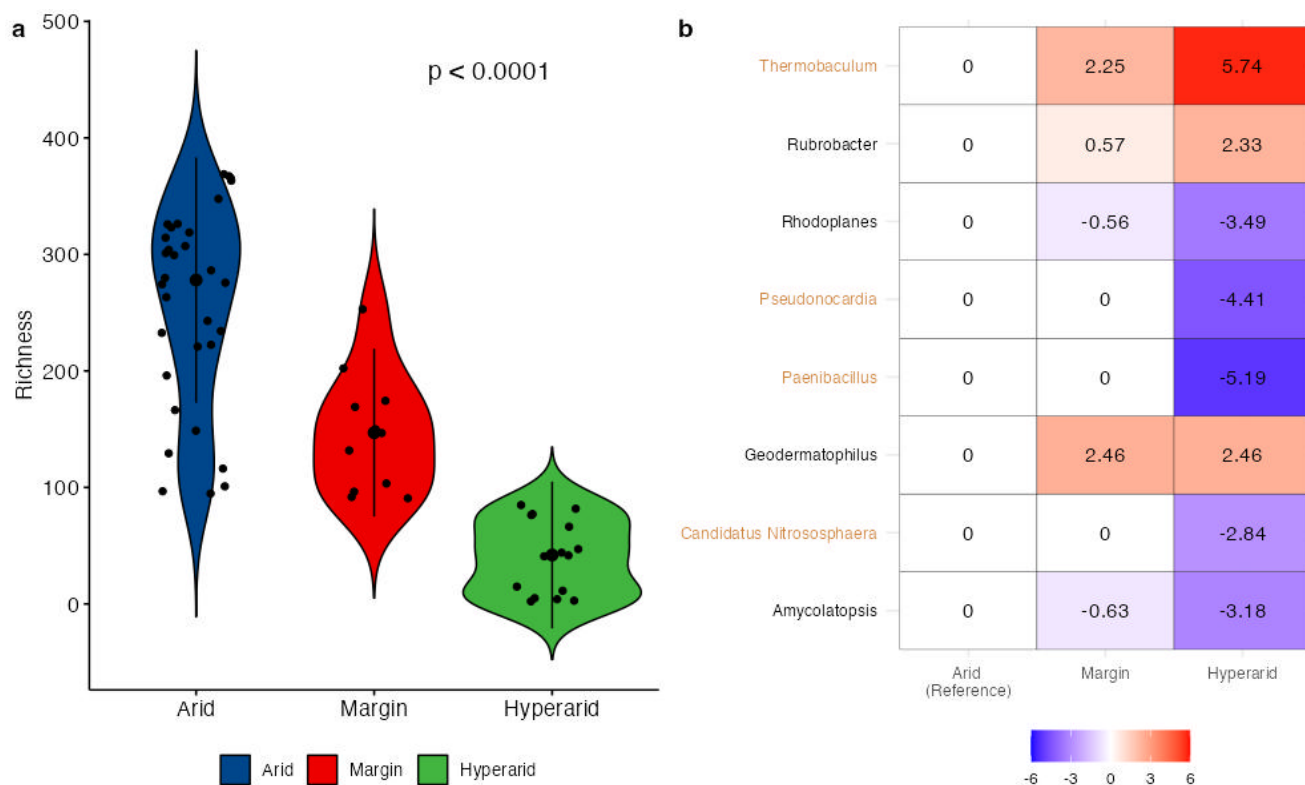 a
500
400
300
200
100
0
Richness
p < 0.0001
Arid
Margin
Hyperarid
Arid
Margin
Hyperarid
b
Thermobaculum 0 2.25 5.74
Rubrobacter 0 0.57 2.33
Rhodoplanes 0 -0.56 -3.49
Pseudonocardia 0 0 -4.41
Paenibacillus 0 0 -5.19
Geodermatophilus 0 2.46 2.46
Candidatus Nitrososphaera 0 0 -2.84
Amycolatopsis 0 -0.63 -3.18
Arid
(Reference)
Margin
Hyperarid
-6 -3 0 3 6